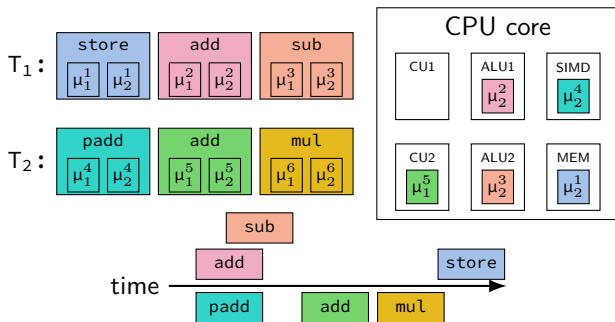 T₁:
store add sub
μ₁¹ μ₂¹ μ₁² μ₂² μ₁³ μ₂³
T₂:
padd add mul
μ₁⁴ μ₂⁴ μ₁⁵ μ₂⁵ μ₁⁶ μ₂⁶
CPU core
CU1 ALU1 SIMD
μ₂² μ₂⁴
CU2 ALU2 MEM
μ₁⁵ μ₂³ μ₂¹
sub
add store
time
padd add mul